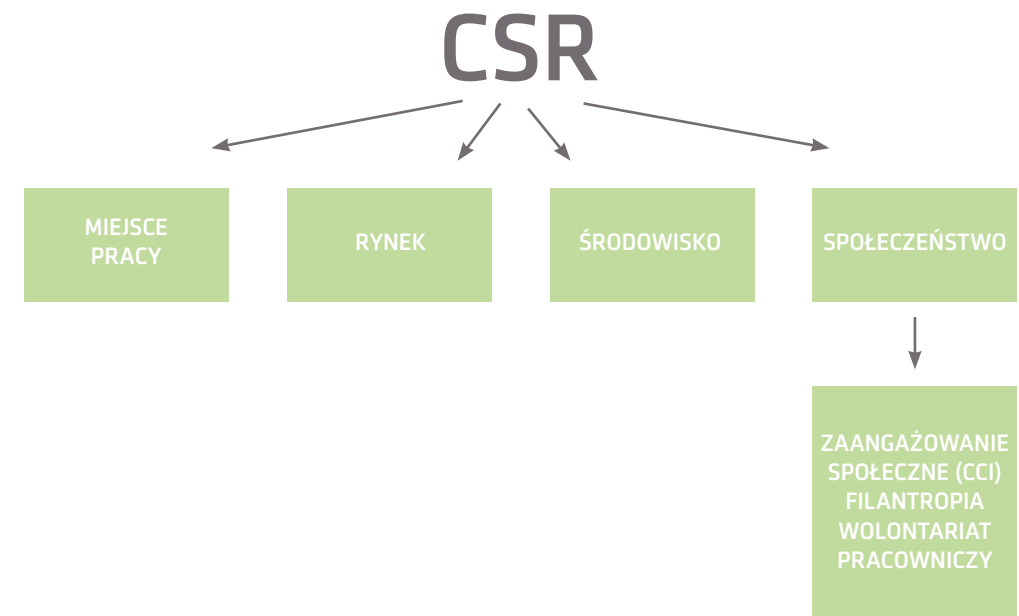 CSR
MIEJSCE
PRACY
RYNEK
ŚRODOWISKO
SPOŁECZEŃSTWO
ZAANGAŻOWANIE
SPOŁECZNE (CCI)
FILANTROPIA
WOLONTARIAT
PRACOWNICZY